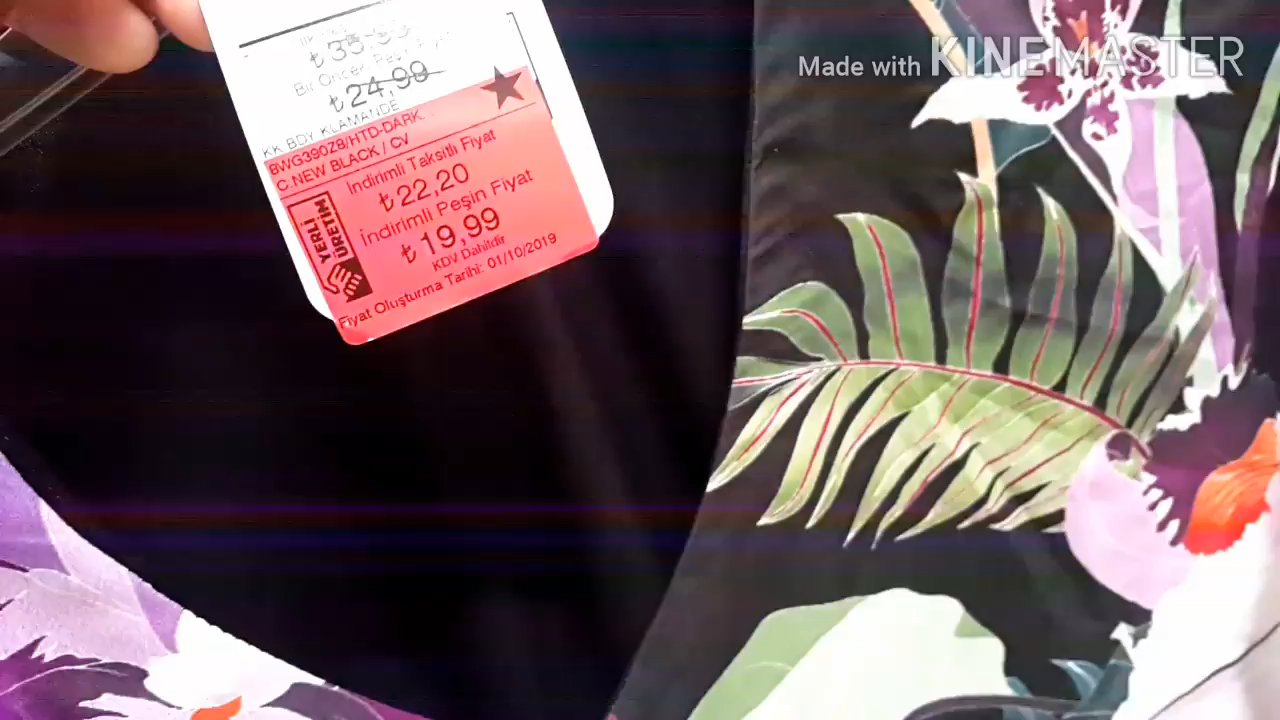 Made with KINEMASTER
₺35.99
Bir Önceki Peşin Fiyat
₺24,99
KK BDY KLAMANDE
BWG390Z8/HTD-DARK.
C.NEW BLACK / CV
İndirimli Taksitli Fiyat
₺22,20
İndirimli Peşin Fiyat
₺19,99
KDV Dahildir
YERLİ
ÜRETİM
Fiyat Oluşturma Tarihi: 01/10/2019